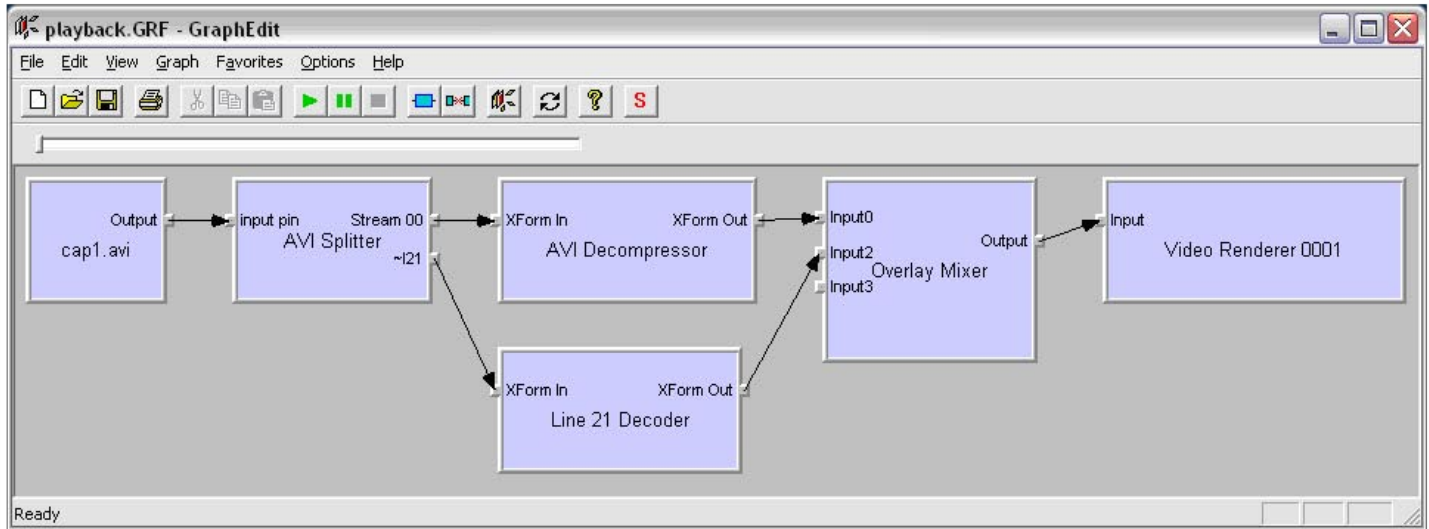 playback.GRF - GraphEdit
File Edit View Graph Favorites Options Help
S
Output
cap1.avi
input pin Stream 00
AVI Splitter
~l21
XForm In XForm Out
AVI Decompressor
Input0
Output
Input2
Overlay Mixer
Input3
Input
Video Renderer 0001
XForm In XForm Out
Line 21 Decoder
Ready